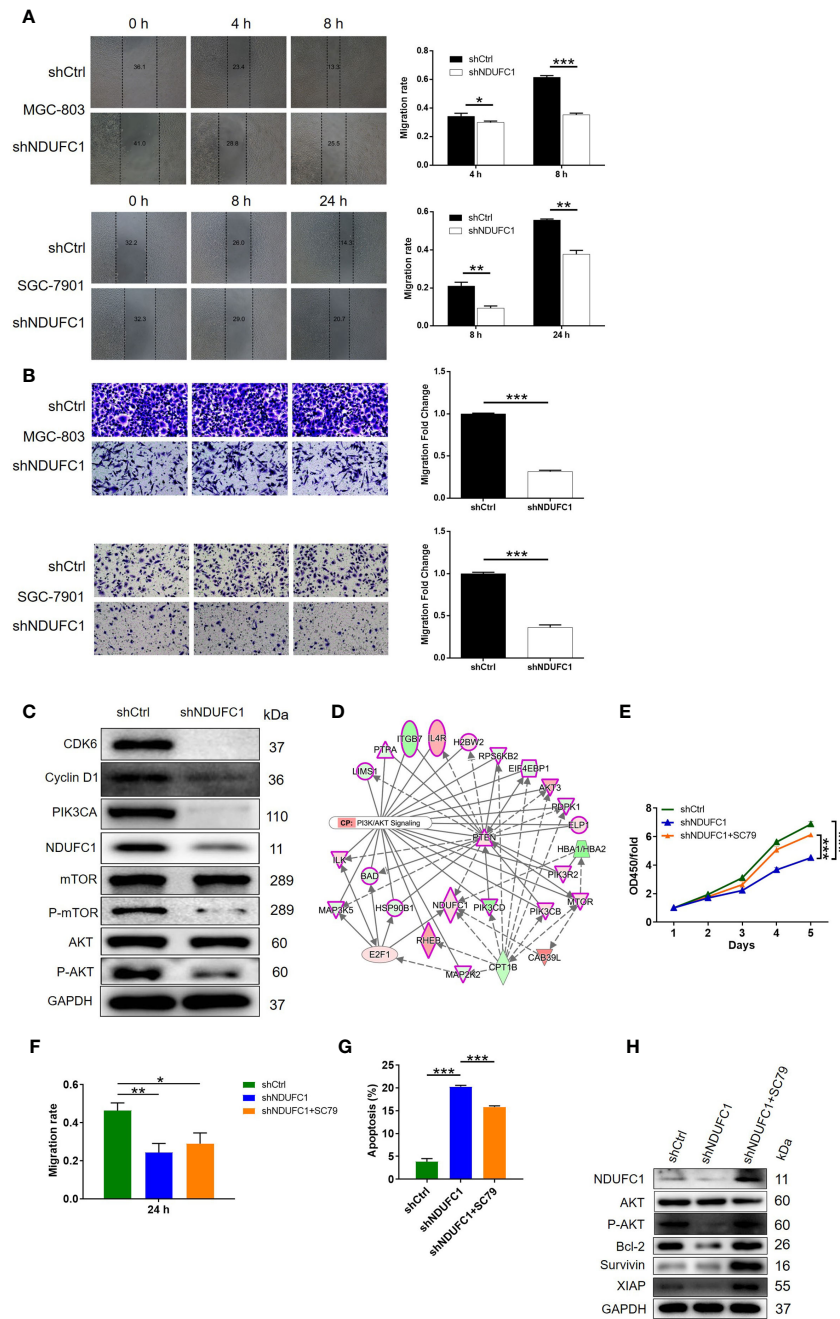 A
0 h 4 h 8 h
shCtrl
MGC-803
shNDUFC1
36.1 23.4 13.3
41.0 28.8 25.5
0 h 8 h 24 h
shCtrl
SGC-7901
shNDUFC1
32.2 26.0 14.3
32.3 29.0 20.7
Migration rate
0.8
0.6
0.4
0.2
0.0
shCtrl
shNDUFC1
* ***
4 h 8 h
Migration rate
0.6
0.4
0.2
0.0
shCtrl
shNDUFC1
** **
8 h 24 h
B
shCtrl
MGC-803
shNDUFC1
shCtrl
SGC-7901
shNDUFC1
Migration Fold Change
1.5
1.0
0.5
0.0
***
shCtrl shNDUFC1
Migration Fold Change
1.5
1.0
0.5
0.0
***
shCtrl shNDUFC1
C
shCtrl shNDUFC1 kDa
CDK6 37
Cyclin D1 36
PIK3CA 110
NDUFC1 11
mTOR 289
P-mTOR 289
AKT 60
P-AKT 60
GAPDH 37
D
ITGB7
L4R
PTPA
H2BW2
LIMS1
RPS6KB2
EIF4EBP1
AKT3
PDPK1
CP: PI3K/AKT Signaling
ELP1
PTEN
HBA1/HBA2
ILK
BAD
PIK3R2
MAP3K5
HSP90B1
NDUFC1
PIK3CD
PIK3CB
MTOR
E2F1
RHEB
CAB39L
MAP2K2
CPT1B
E
OD450/fold
8
6
4
2
0
shCtrl
shNDUFC1
shNDUFC1+SC79
***
***
1 2 3 4 5
Days
F
Migration rate
0.6
0.4
0.2
0.0
*
**
24 h
shCtrl
shNDUFC1
shNDUFC1+SC79
G
Apoptosis (%)
25
20
15
10
5
0
*** ***
shCtrl
shNDUFC1
shNDUFC1+SC79
H
shCtrl shNDUFC1 shNDUFC1+SC79 kDa
NDUFC1 11
AKT 60
P-AKT 60
Bcl-2 26
Survivin 16
XIAP 55
GAPDH 37